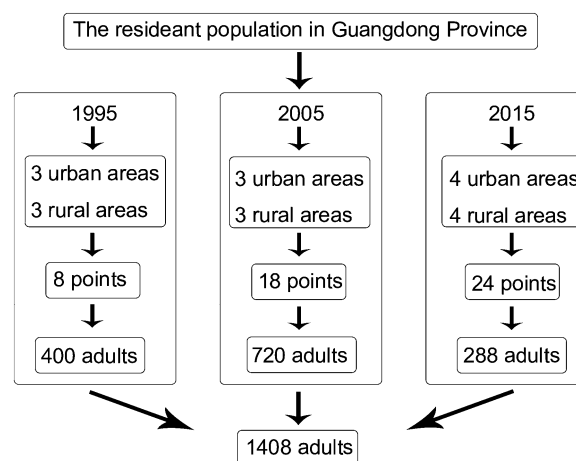 The resideant population in Guangdong Province
1995
3 urban areas
3 rural areas
8 points
400 adults
2005
3 urban areas
3 rural areas
18 points
720 adults
2015
4 urban areas
4 rural areas
24 points
288 adults
1408 adults